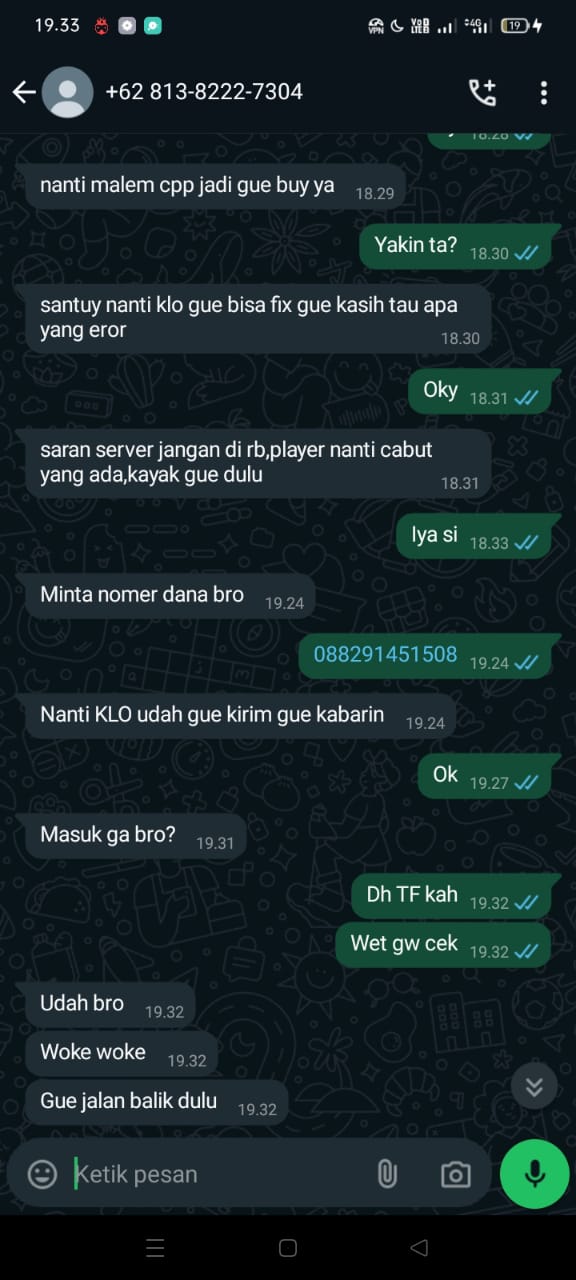 19.33
VPN
VoD
LTEB
4G
19
+62 813-8222-7304
18.28
nanti malem cpp jadi gue buy ya 18.29
Yakin ta? 18.30
santuy nanti klo gue bisa fix gue kasih tau apa
yang eror 18.30
Oky 18.31
saran server jangan di rb,player nanti cabut
yang ada,kayak gue dulu 18.31
Iya si 18.33
Minta nomer dana bro 19.24
088291451508 19.24
Nanti KLO udah gue kirim gue kabarin 19.24
Ok 19.27
Masuk ga bro? 19.31
Dh TF kah 19.32
Wet gw cek 19.32
Udah bro 19.32
Woke woke 19.32
Gue jalan balik dulu 19.32
Ketik pesan